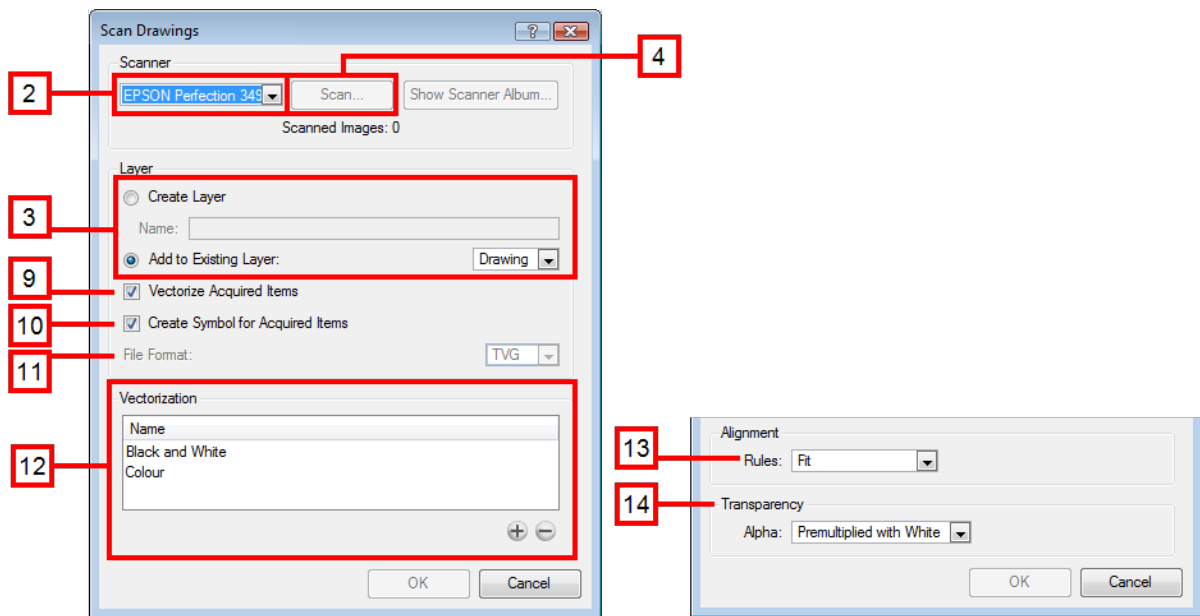 Scan Drawings
Scanner
4
2
EPSON Perfection 349
Scan...
Show Scanner Album...
Scanned Images: 0
Layer
3
Create Layer
Name:
Add to Existing Layer:
Drawing
9
Vectorize Acquired Items
10
Create Symbol for Acquired Items
11
File Format:
TVG
12
Vectorization
Name
Black and White
Colour
OK
Cancel
13
Alignment
Rules:
Fit
14
Transparency
Alpha:
Premultiplied with White
OK
Cancel